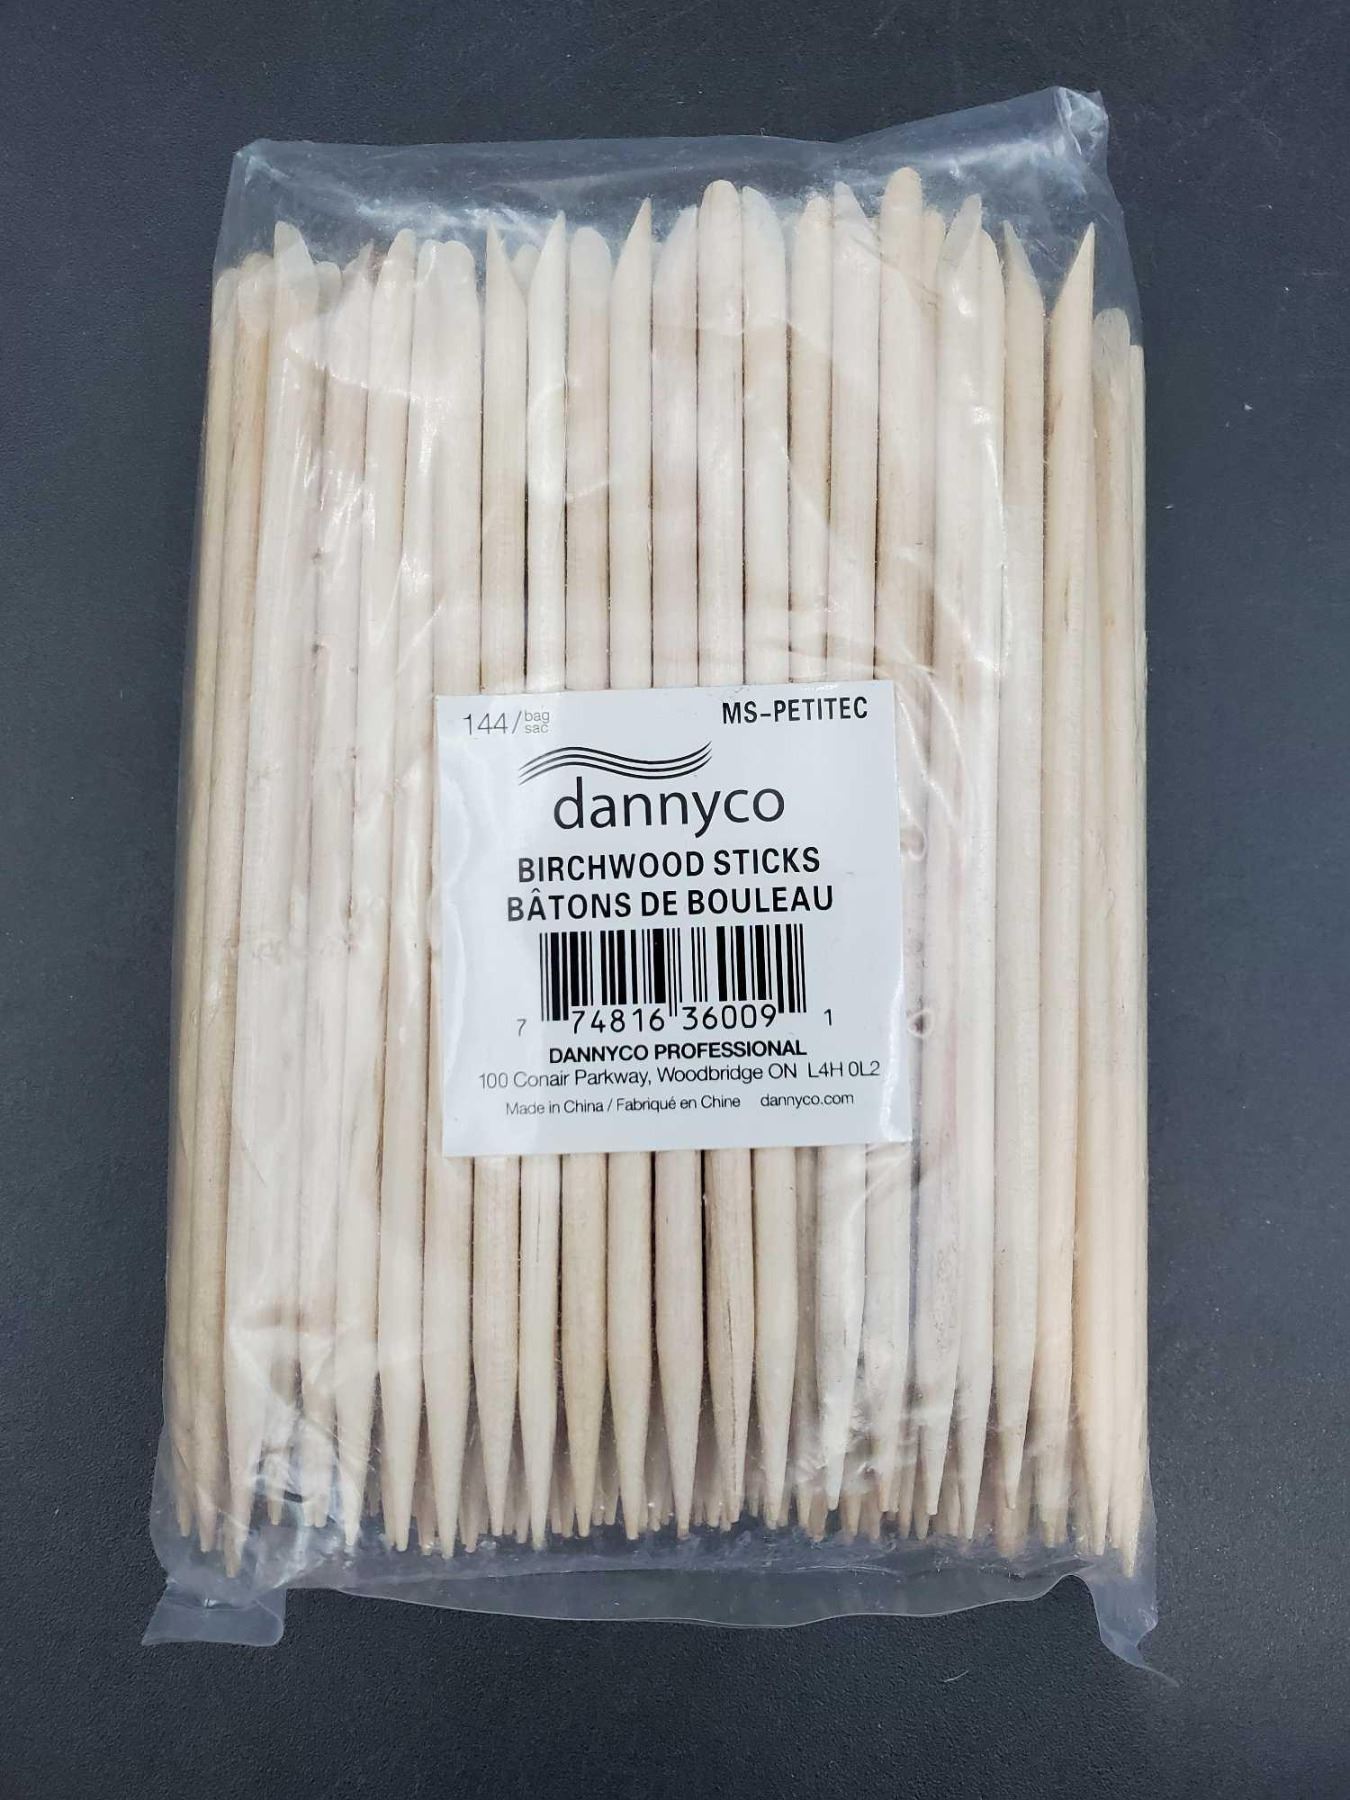 144/bag sac
MS-PETITEC
dannyco
BIRCHWOOD STICKS
BÂTONS DE BOULEAU
7 74816 36009 1
DANNYCO PROFESSIONAL
100 Conair Parkway, Woodbridge ON L4H 0L2
Made in China / Fabriqué en Chine dannyco.com